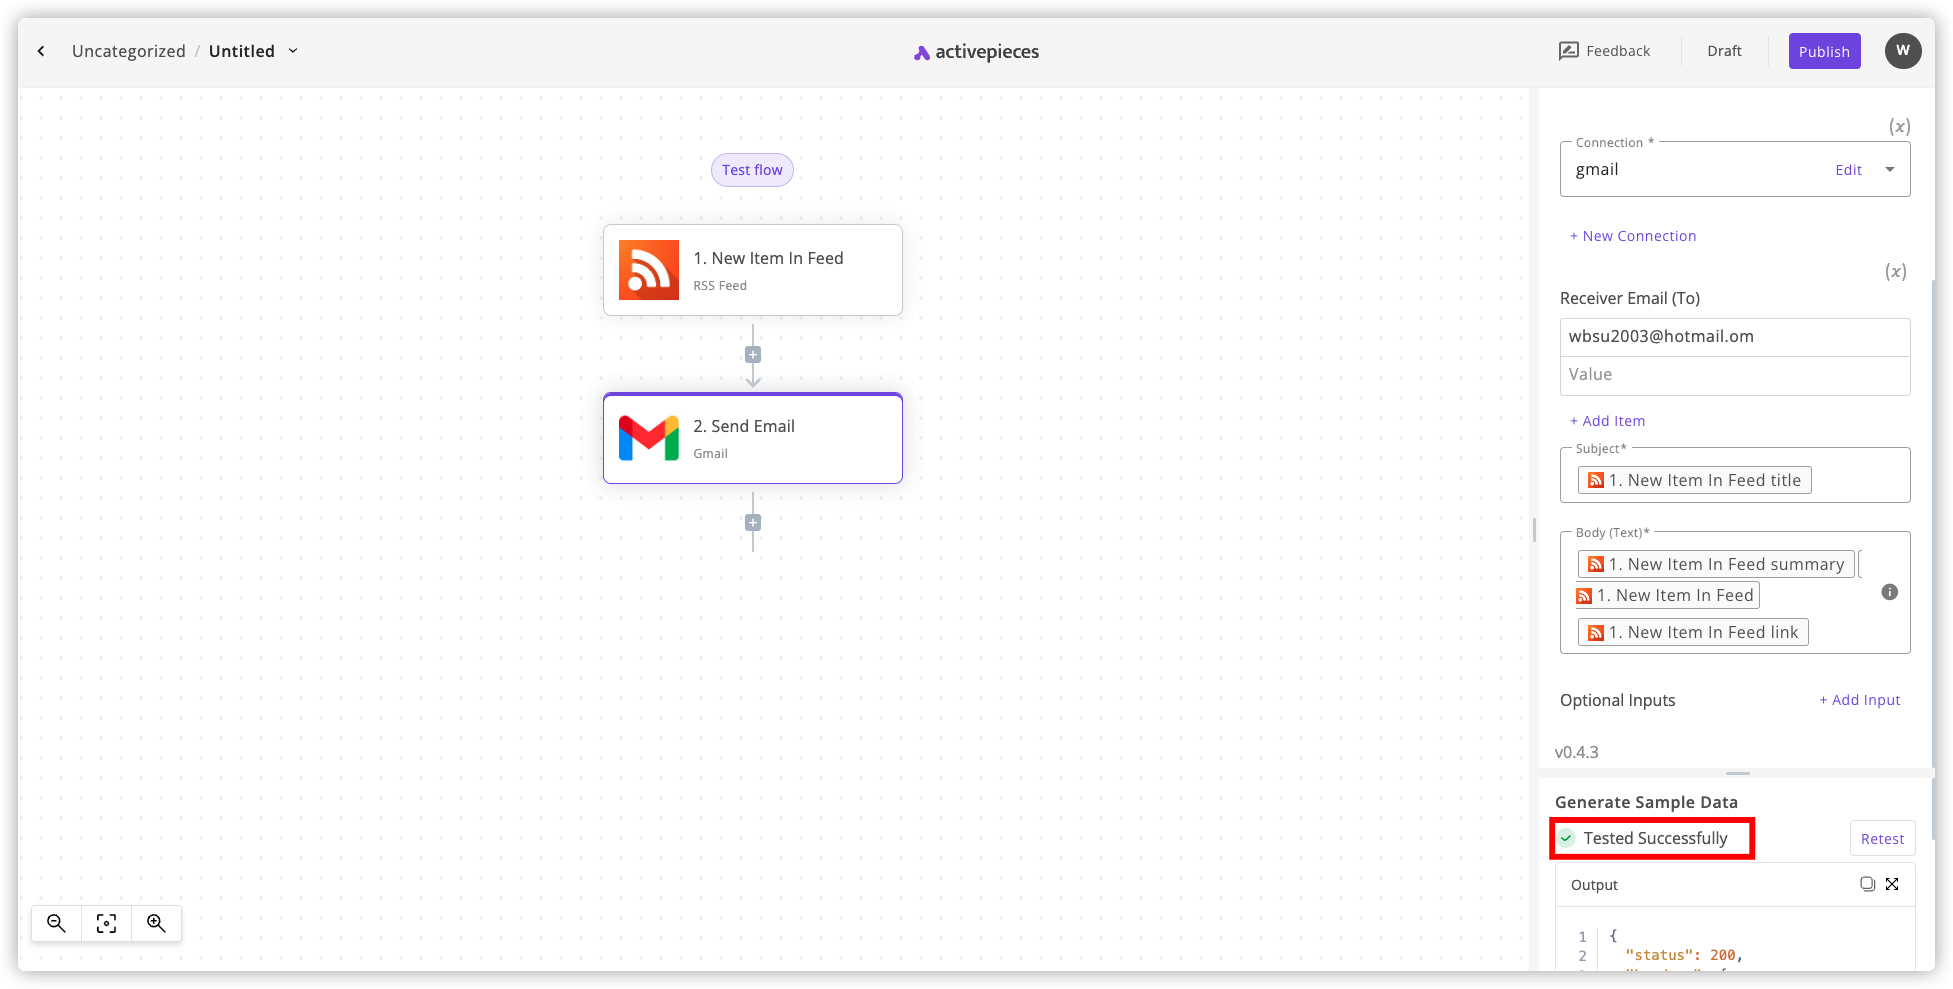 Uncategorized / Untitled
activepieces
Feedback
Draft
Publish
W
Test flow
1. New Item In Feed
RSS Feed
2. Send Email
Gmail
(x)
Connection *
gmail
Edit
+ New Connection
(x)
Receiver Email (To)
wbsu2003@hotmail.om
Value
+ Add Item
Subject*
1. New Item In Feed title
Body (Text)*
1. New Item In Feed summary
1. New Item In Feed
1. New Item In Feed link
Optional Inputs
+ Add Input
v0.4.3
Generate Sample Data
Tested Successfully
Retest
Output
1 {
2 "status": 200,